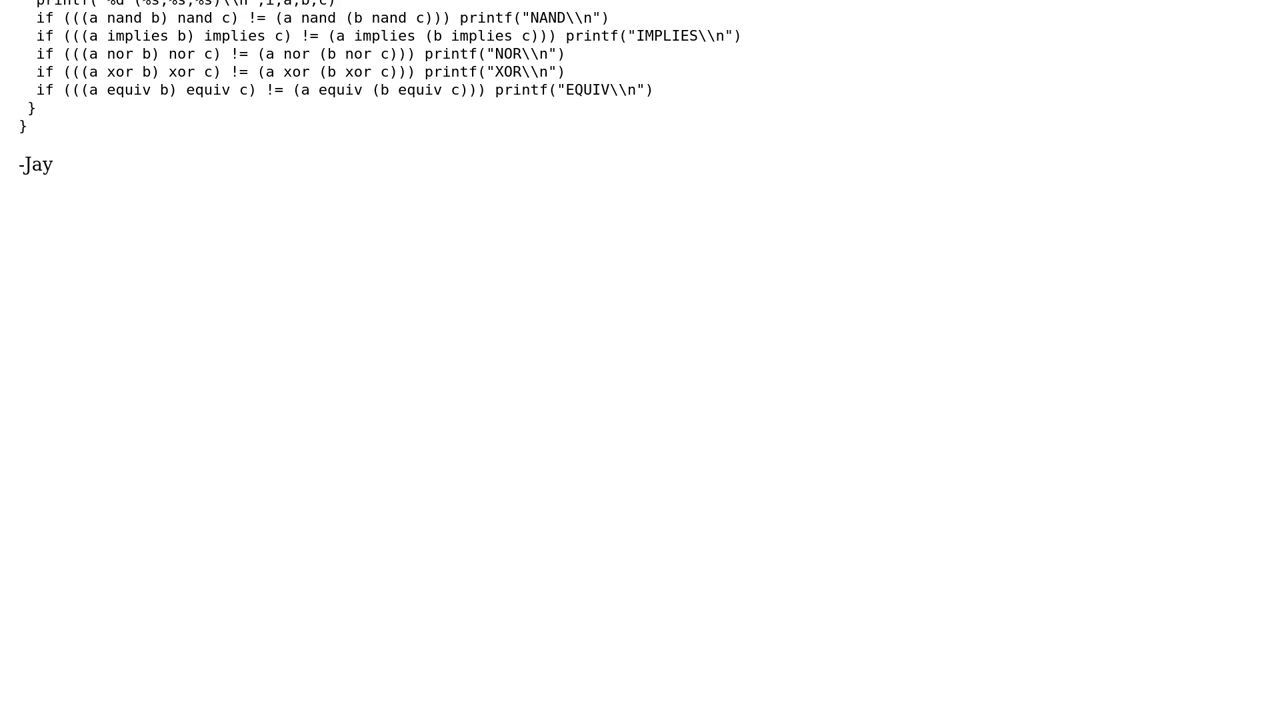 printf("%d (%s,%s,%s)\\n",i,a,b,c)
if (((a nand b) nand c) != (a nand (b nand c))) printf("NAND\\n")
if (((a implies b) implies c) != (a implies (b implies c))) printf("IMPLIES\\n")
if (((a nor b) nor c) != (a nor (b nor c))) printf("NOR\\n")
if (((a xor b) xor c) != (a xor (b xor c))) printf("XOR\\n")
if (((a equiv b) equiv c) != (a equiv (b equiv c))) printf("EQUIV\\n")
}
}
-Jay